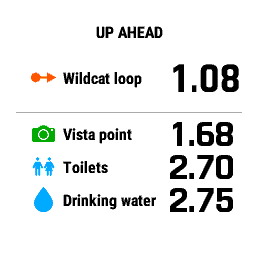 UP AHEAD
Wildcat loop 1.08
Vista point 1.68
Toilets 2.70
Drinking water 2.75